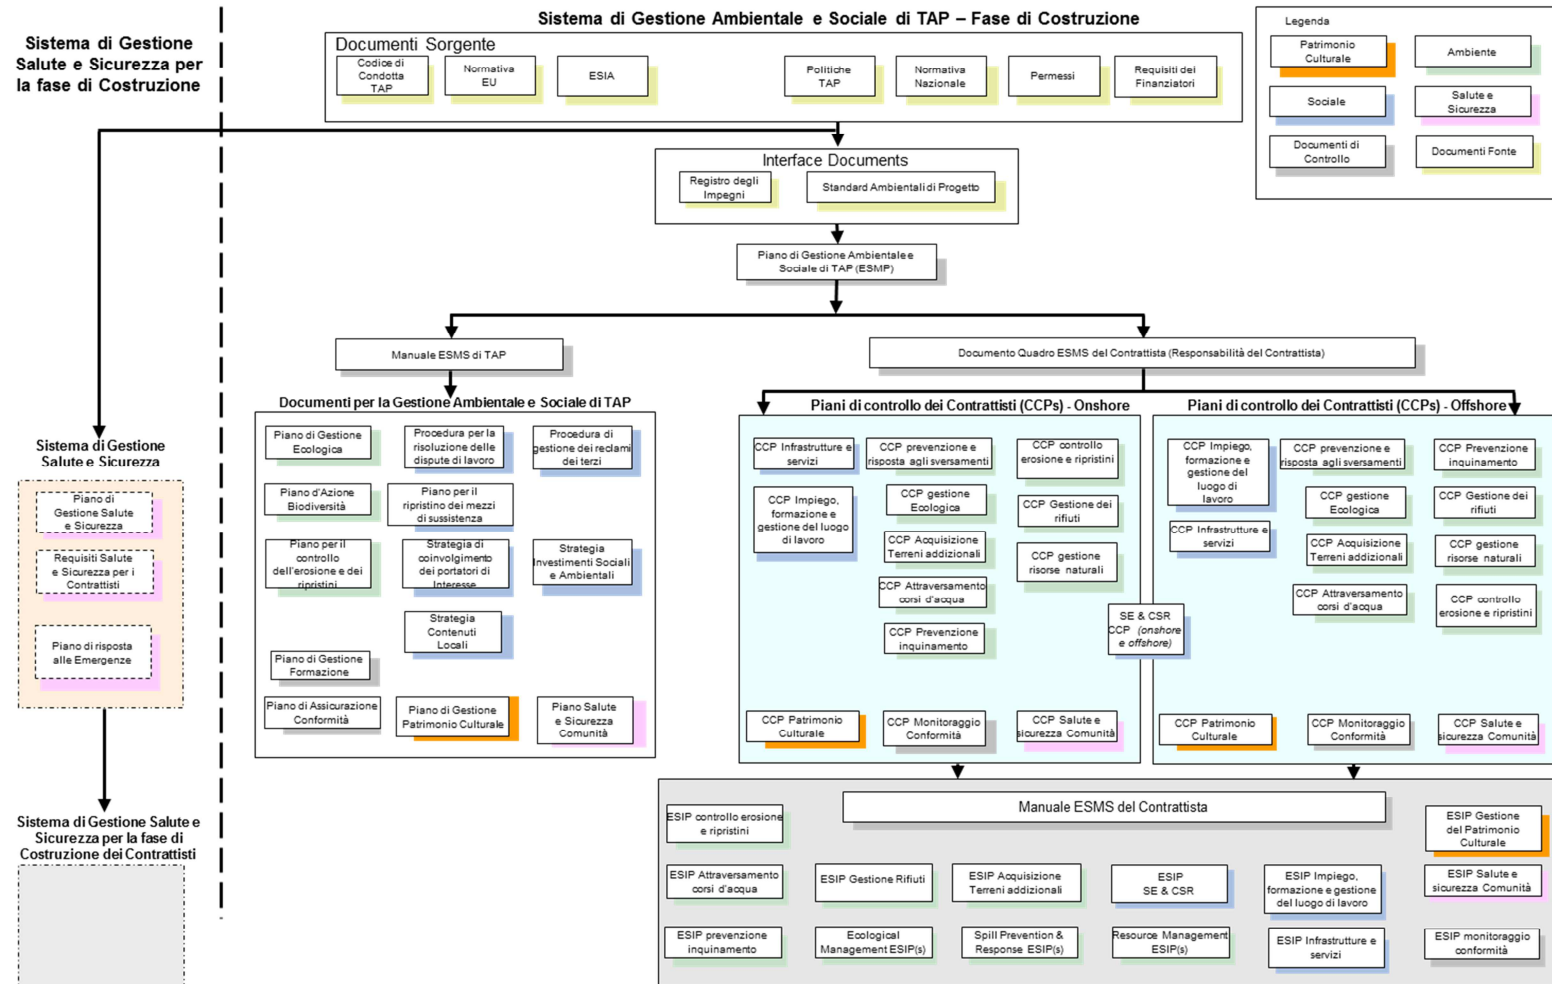 Sistema di Gestione Ambientale e Sociale di TAP – Fase di Costruzione
Sistema di Gestione
Salute e Sicurezza per
la fase di Costruzione
Documenti Sorgente
Codice di
Condotta
TAP
Normativa
EU
ESIA
Politiche
TAP
Normativa
Nazionale
Permessi
Requisiti dei
Finanziatori
Legenda
Patrimonio
Culturale
Ambiente
Sociale
Salute e
Sicurezza
Documenti di
Controllo
Documenti Fonte
Interface Documents
Registro degli
Impegni
Standard Ambientali di Progetto
Piano di Gestione Ambientale e
Sociale di TAP (ESMP)
Manuale ESMS di TAP
Documento Quadro ESMS del Contrattista (Responsabilità del Contrattista)
Documenti per la Gestione Ambientale e Sociale di TAP
Piano di Gestione
Ecologica
Procedura per la
risoluzione delle
dispute di lavoro
Procedura di
gestione dei reclami
dei terzi
Piano d'Azione
Biodiversità
Piano per il
ripristino dei mezzi
di sussistenza
Piano per il
controllo
dell'erosione e dei
ripristini
Strategia di
coinvolgimento
dei portatori di
Interesse
Strategia
Investimenti Sociali
e Ambientali
Strategia
Contenuti
Locali
Piano di Gestione
Formazione
Piano di Assicurazione
Conformità
Piano di Gestione
Patrimonio Culturale
Piano Salute
e Sicurezza
Comunità
Piani di controllo dei Contrattisti (CCPs) - Onshore
CCP Infrastrutture e
servizi
CCP prevenzione e
risposta agli sversamenti
CCP controllo
erosione e ripristini
CCP Impiego,
formazione e
gestione del luogo
di lavoro
CCP gestione
Ecologica
CCP Gestione dei
rifiuti
CCP Acquisizione
Terreni addizionali
CCP gestione
risorse naturali
CCP Attraversamento
corsi d'acqua
CCP Prevenzione
inquinamento
SE & CSR
CCP (onshore
e offshore)
CCP Patrimonio
Culturale
CCP Monitoraggio
Conformità
CCP Salute e
sicurezza Comunità
Piani di controllo dei Contrattisti (CCPs) - Offshore
CCP Impiego,
formazione e
gestione del
luogo di
lavoro
CCP prevenzione e
risposta agli sversamenti
CCP Prevenzione
inquinamento
CCP gestione
Ecologica
CCP Gestione dei
rifiuti
CCP Infrastrutture e
servizi
CCP Acquisizione
Terreni addizionali
CCP gestione
risorse naturali
CCP Attraversamento
corsi d'acqua
CCP controllo
erosione e ripristini
CCP Patrimonio
Culturale
CCP Monitoraggio
Conformità
CCP Salute e
sicurezza Comunità
Sistema di Gestione
Salute e Sicurezza
Piano di
Gestione Salute
e Sicurezza
Requisiti Salute
e Sicurezza per i
Contrattisti
Piano di risposta
alle Emergenze
Sistema di Gestione Salute e
Sicurezza per la fase di
Costruzione dei Contrattisti
Manuale ESMS del Contrattista
ESIP controllo erosione
e ripristini
ESIP Gestione
del Patrimonio
Culturale
ESIP Attraversamento
corsi d'acqua
ESIP Gestione Rifiuti
ESIP Acquisizione
Terreni addizionali
ESIP
SE & CSR
ESIP Impiego,
formazione e gestione
del luogo di lavoro
ESIP Salute e
sicurezza Comunità
ESIP prevenzione
inquinamento
Ecological
Management ESIP(s)
Spill Prevention &
Response ESIP(s)
Resource Management
ESIP(s)
ESIP Infrastrutture e
servizi
ESIP monitoraggio
conformità